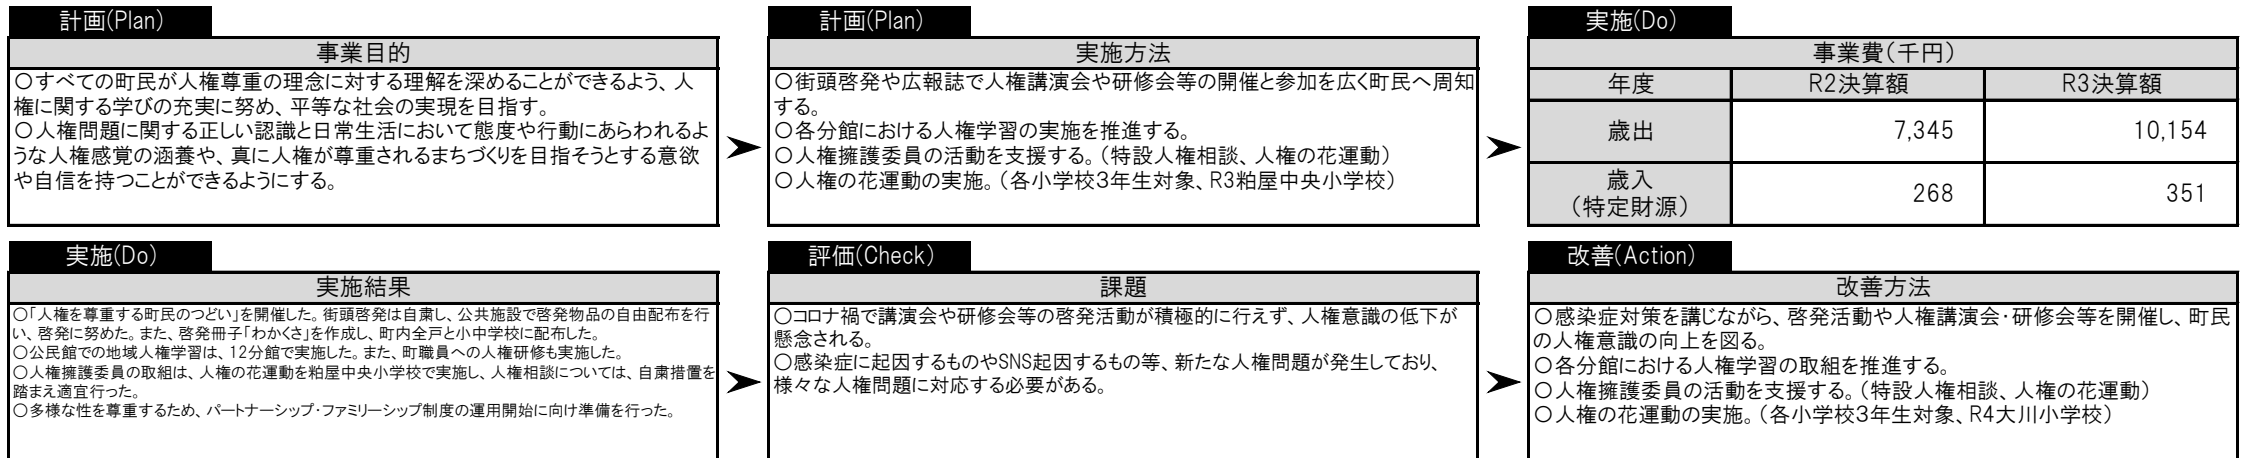 計画(Plan)
事業目的
○すべての町民が人権尊重の理念に対する理解を深めることができるよう、人
権に関する学びの充実に努め、平等な社会の実現を目指す。
○人権問題に関する正しい認識と日常生活において態度や行動にあらわれるよ
うな人権感覚の涵養や、真に人権が尊重されるまちづくりを目指そうとする意欲
や自信を持つことができるようにする。
計画(Plan)
実施方法
○街頭啓発や広報誌で人権講演会や研修会等の開催と参加を広く町民へ周知
する。
○各分館における人権学習の実施を推進する。
○人権擁護委員の活動を支援する。（特設人権相談、人権の花運動）
○人権の花運動の実施。（各小学校３年生対象、R3粕屋中央小学校）
実施(Do)
事業費（千円）
年度 R2決算額 R3決算額
歳出 7,345 10,154
歳入
（特定財源） 268 351
実施(Do)
実施結果
○「人権を尊重する町民のつどい」を開催した。街頭啓発は自粛し、公共施設で啓発物品の自由配布を行
い、啓発に努めた。また、啓発冊子「わかくさ」を作成し、町内全戸と小中学校に配布した。
○公民館での地域人権学習は、12分館で実施した。また、町職員への人権研修も実施した。
○人権擁護委員の取組は、人権の花運動を粕屋中央小学校で実施し、人権相談については、自粛措置を
踏まえ適宜行った。
○多様な性を尊重するため、パートナーシップ・ファミリーシップ制度の運用開始に向け準備を行った。
評価(Check)
課題
○コロナ禍で講演会や研修会等の啓発活動が積極的に行えず、人権意識の低下が
懸念される。
○感染症に起因するものやSNS起因するもの等、新たな人権問題が発生しており、
様々な人権問題に対応する必要がある。
改善(Action)
改善方法
○感染症対策を講じながら、啓発活動や人権講演会・研修会等を開催し、町民
の人権意識の向上を図る。
○各分館における人権学習の取組を推進する。
○人権擁護委員の活動を支援する。（特設人権相談、人権の花運動）
○人権の花運動の実施。（各小学校３年生対象、R4大川小学校）